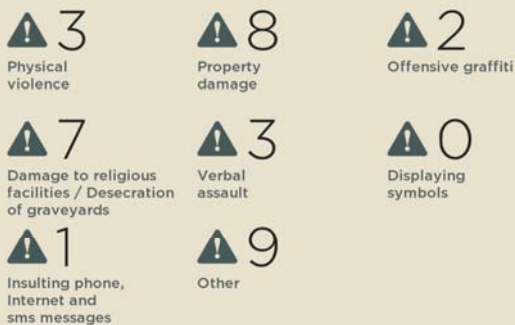 3
Physical
violence
8
Property
damage
2
Offensive graffiti
7
Damage to religious
facilities / Desecration
of graveyards
3
Verbal
assault
0
Displaying
symbols
1
Insulting phone,
Internet and
sms messages
9
Other